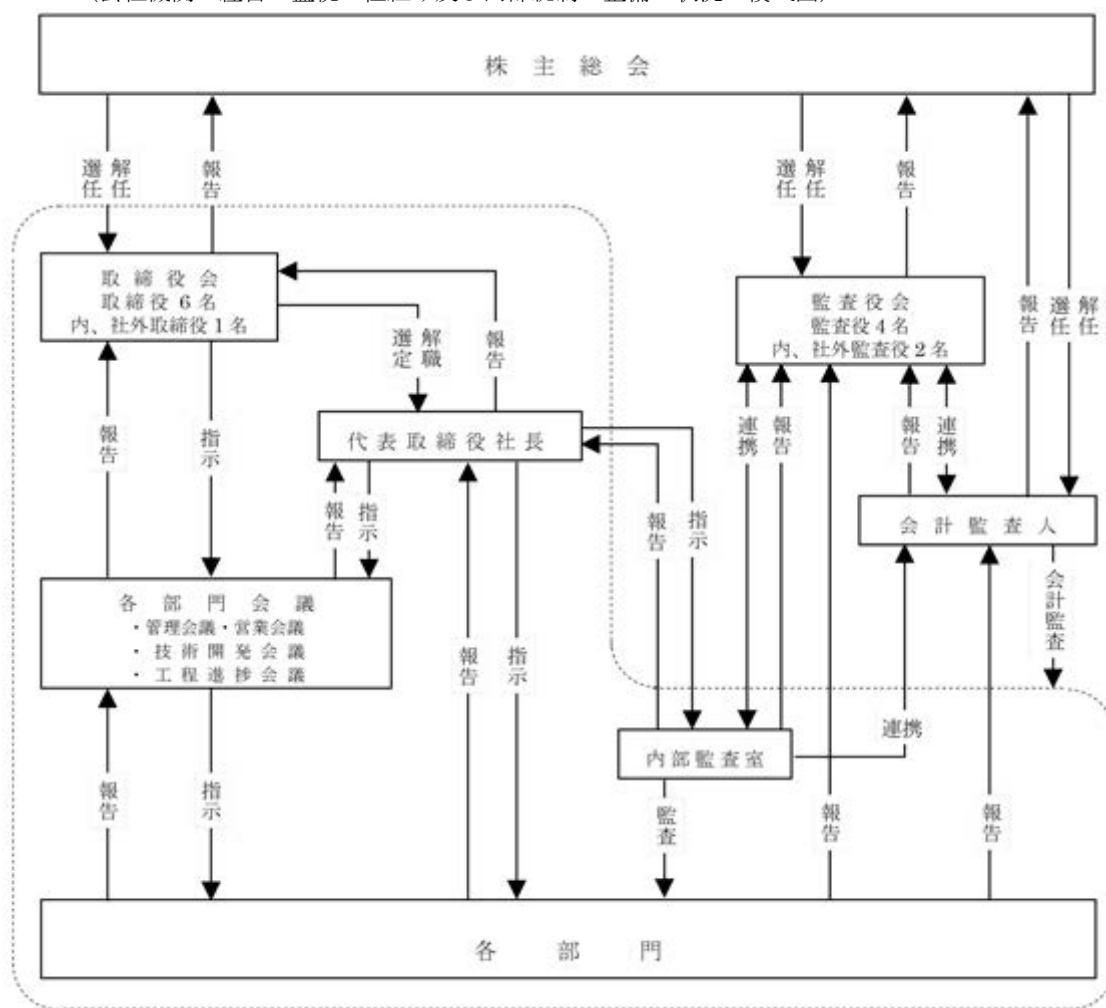 株主総会
選任
解任
報告
選任
解任
報告
報告
選任
解任
取締役会
取締役6名
内、社外取締役1名
監査役会
監査役4名
内、社外監査役2名
選定
解職
報告
報告
指示
代表取締役社長
連携
報告
報告
連携
会計監査人
報告
指示
報告
指示
会計監査
各部門会議
・管理会議・営業会議
・技術開発会議
・工程進捗会議
報告
指示
内部監査室
連携
報告
指示
監査
報告
報告
各部門